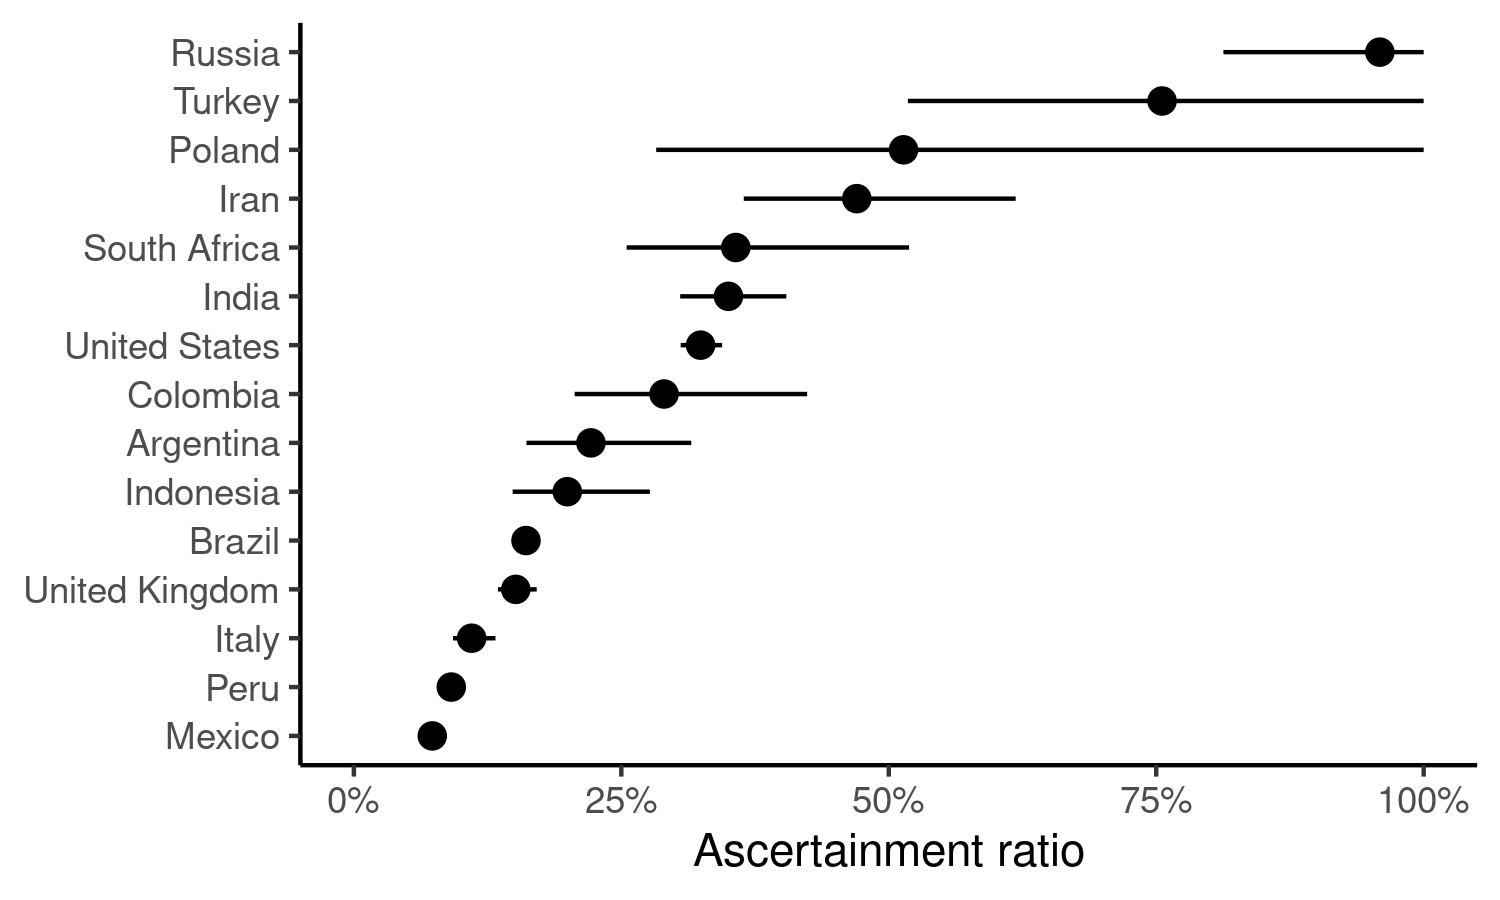 Russia
Turkey
Poland
Iran
South Africa
India
United States
Colombia
Argentina
Indonesia
Brazil
United Kingdom
Italy
Peru
Mexico
0% 25% 50% 75% 100%
Ascertainment ratio